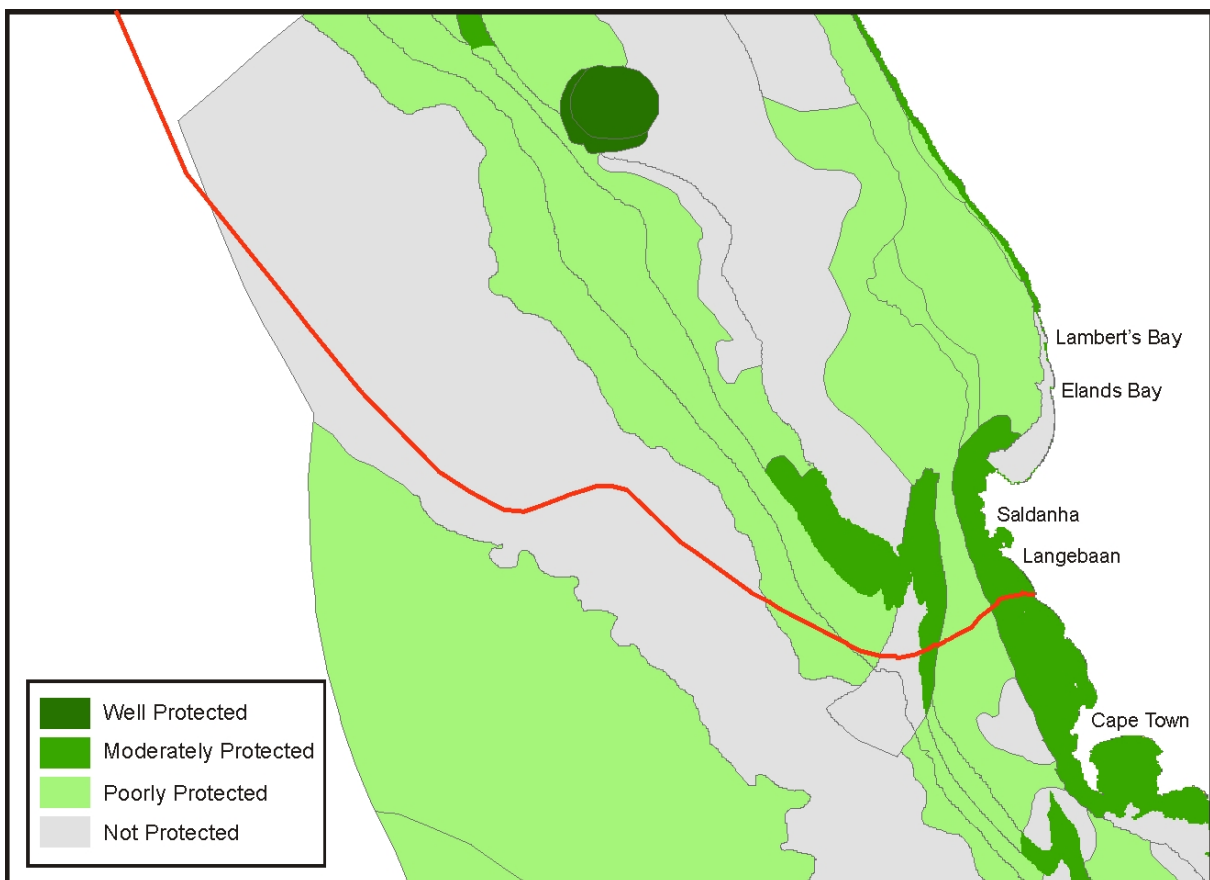 Lambert's Bay
Elands Bay
Saldanha
Langebaan
Cape Town
Well Protected
Moderately Protected
Poorly Protected
Not Protected